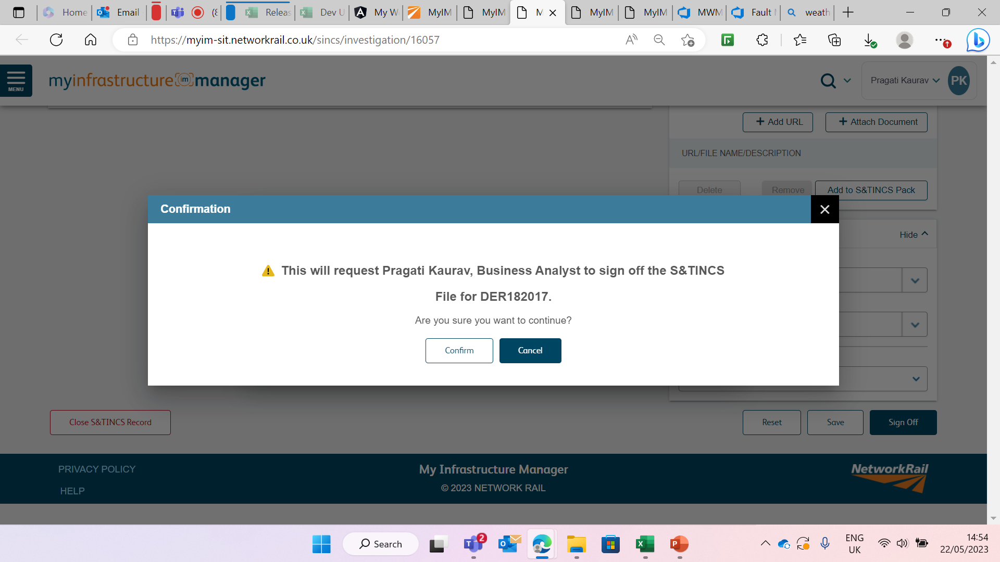 Home
Email
(8
Releas
Dev U
My W
MyIM
MyIM
M
MyIM
MyIM
MWM
Fault
weath
https://myim-sit.networkrail.co.uk/sincs/investigation/16057
MENU
myinfrastructure im manager
Pragati Kaurav
PK
+ Add URL
+ Attach Document
URL/FILE NAME/DESCRIPTION
Delete
Remove
Add to S&TINCS Pack
Confirmation
Hide
This will request Pragati Kaurav, Business Analyst to sign off the S&TINCS
File for DER182017.
Are you sure you want to continue?
Confirm
Cancel
Close S&TINCS Record
Reset
Save
Sign Off
PRIVACY POLICY
My Infrastructure Manager
NetworkRail
HELP
© 2023 NETWORK RAIL
Search
2
ENG
UK
14:54
22/05/2023